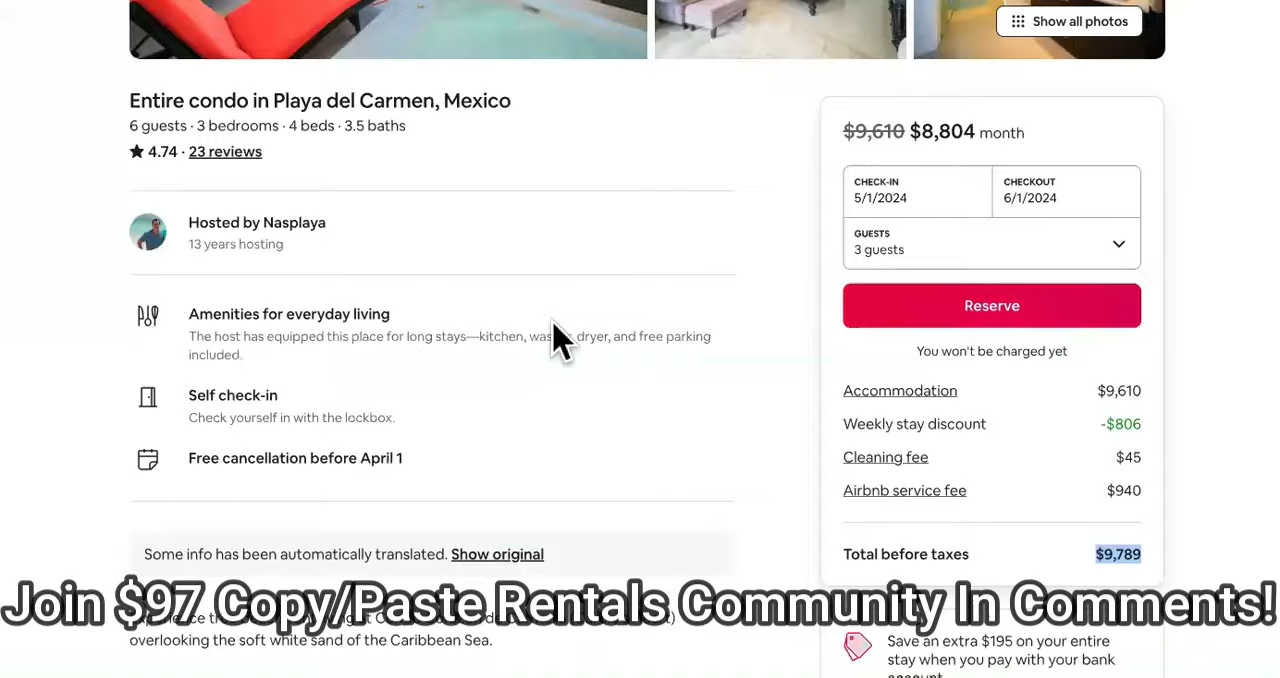 Show all photos
Entire condo in Playa del Carmen, Mexico
6 guests · 3 bedrooms · 4 beds · 3.5 baths
4.74 · 23 reviews
Hosted by Nasplaya
13 years hosting
Amenities for everyday living
The host has equipped this place for long stays—kitchen, dryer, and free parking
included.
Self check-in
Check yourself in with the lockbox.
Free cancellation before April 1
Some info has been automatically translated. Show original
overlooking the soft white sand of the Caribbean Sea.
$9,610 $8,804 month
CHECK-IN
5/1/2024
CHECKOUT
6/1/2024
GUESTS
3 guests
Reserve
You won't be charged yet
Accommodation $9,610
Weekly stay discount -$806
Cleaning fee $45
Airbnb service fee $940
Total before taxes $9,789
Save an extra $195 on your entire
stay when you pay with your bank
Join $97 Copy/Paste Rentals Community In Comments!